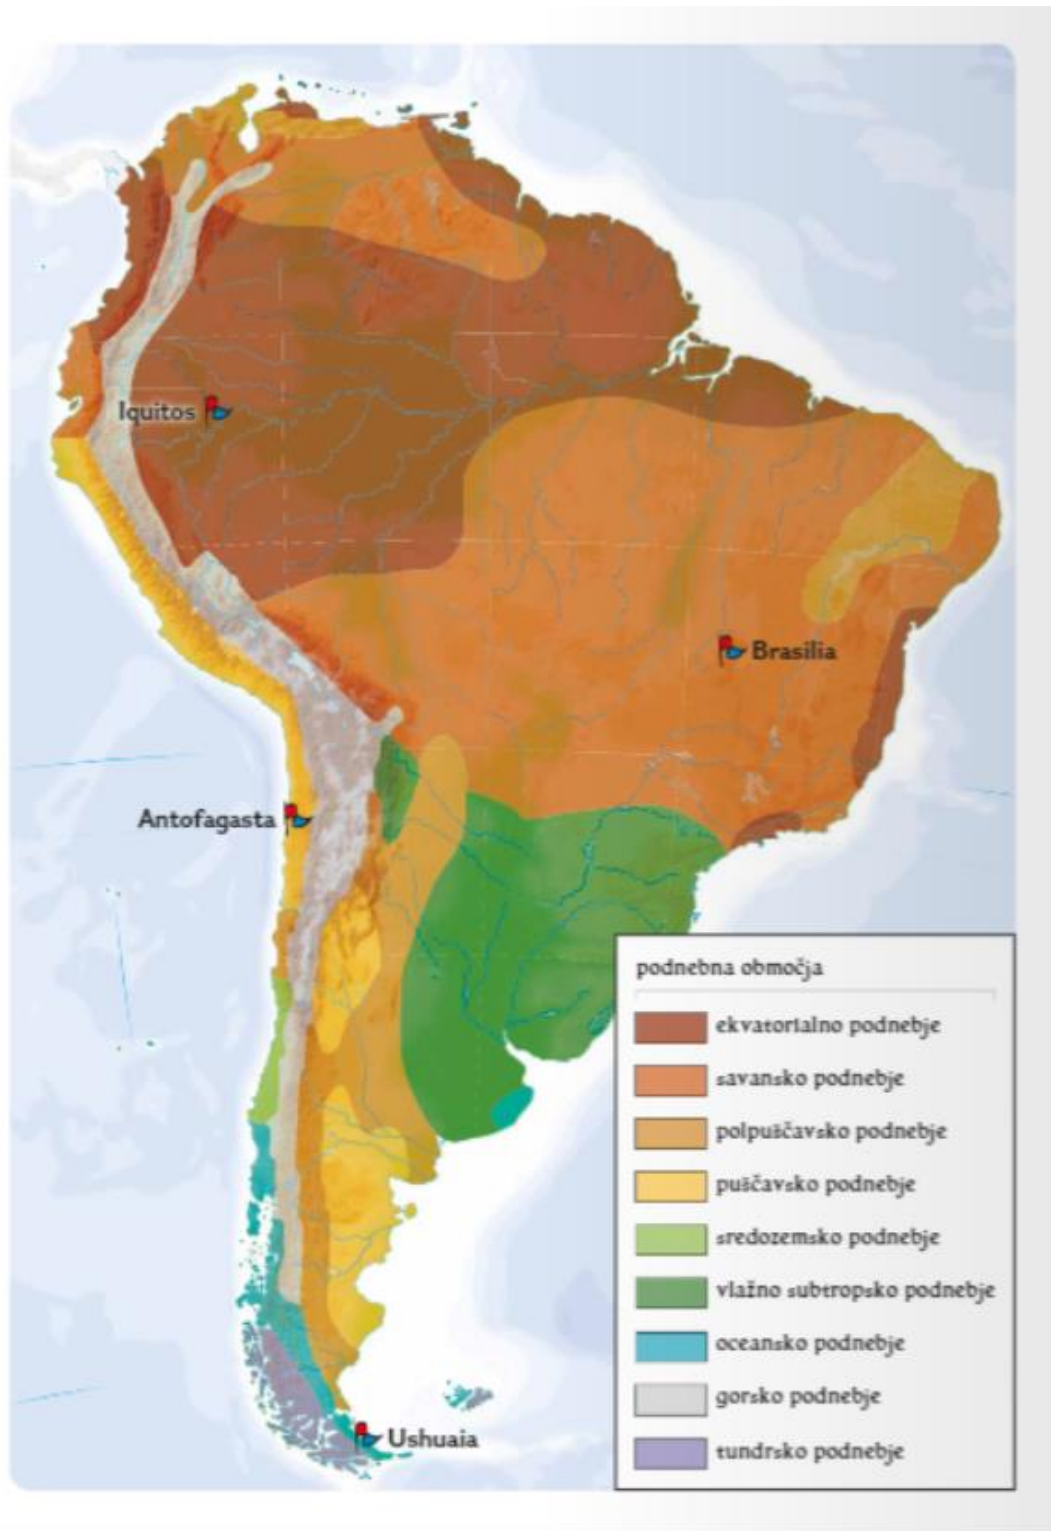 Iquitos
Brasilia
Antofagasta
podnebna območja
ekvatorialno podnebje
savansko podnebje
polpuščavsko podnebje
puščavsko podnebje
sredozemsko podnebje
vlažno subtropsko podnebje
oceansko podnebje
gorsko podnebje
tundrsko podnebje
Ushuaia